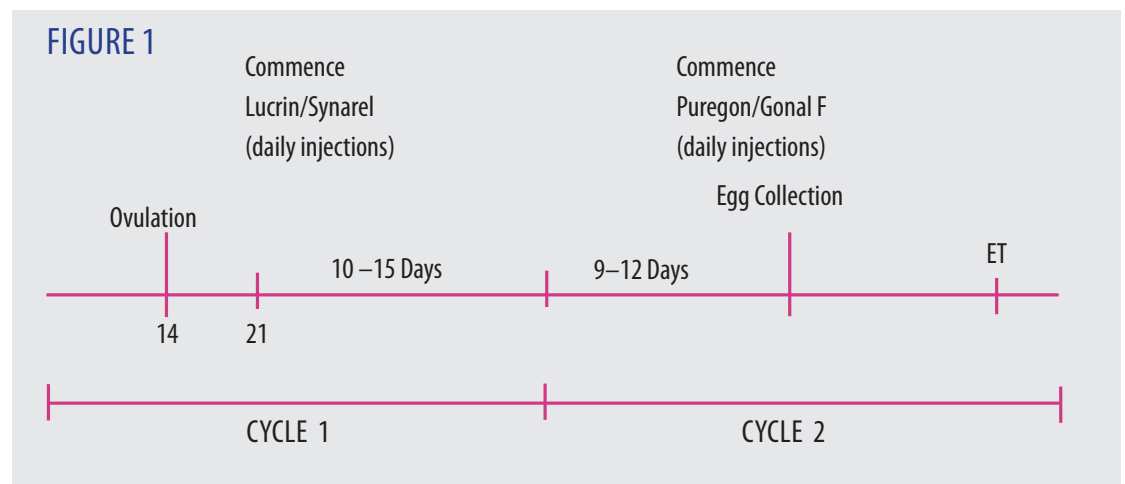 FIGURE 1
Commence
Lucrin/Synarel
(daily injections)
Commence
Puregon/Gonal F
(daily injections)
Ovulation
Egg Collection
10 –15 Days
9–12 Days
ET
14
21
CYCLE 1
CYCLE 2